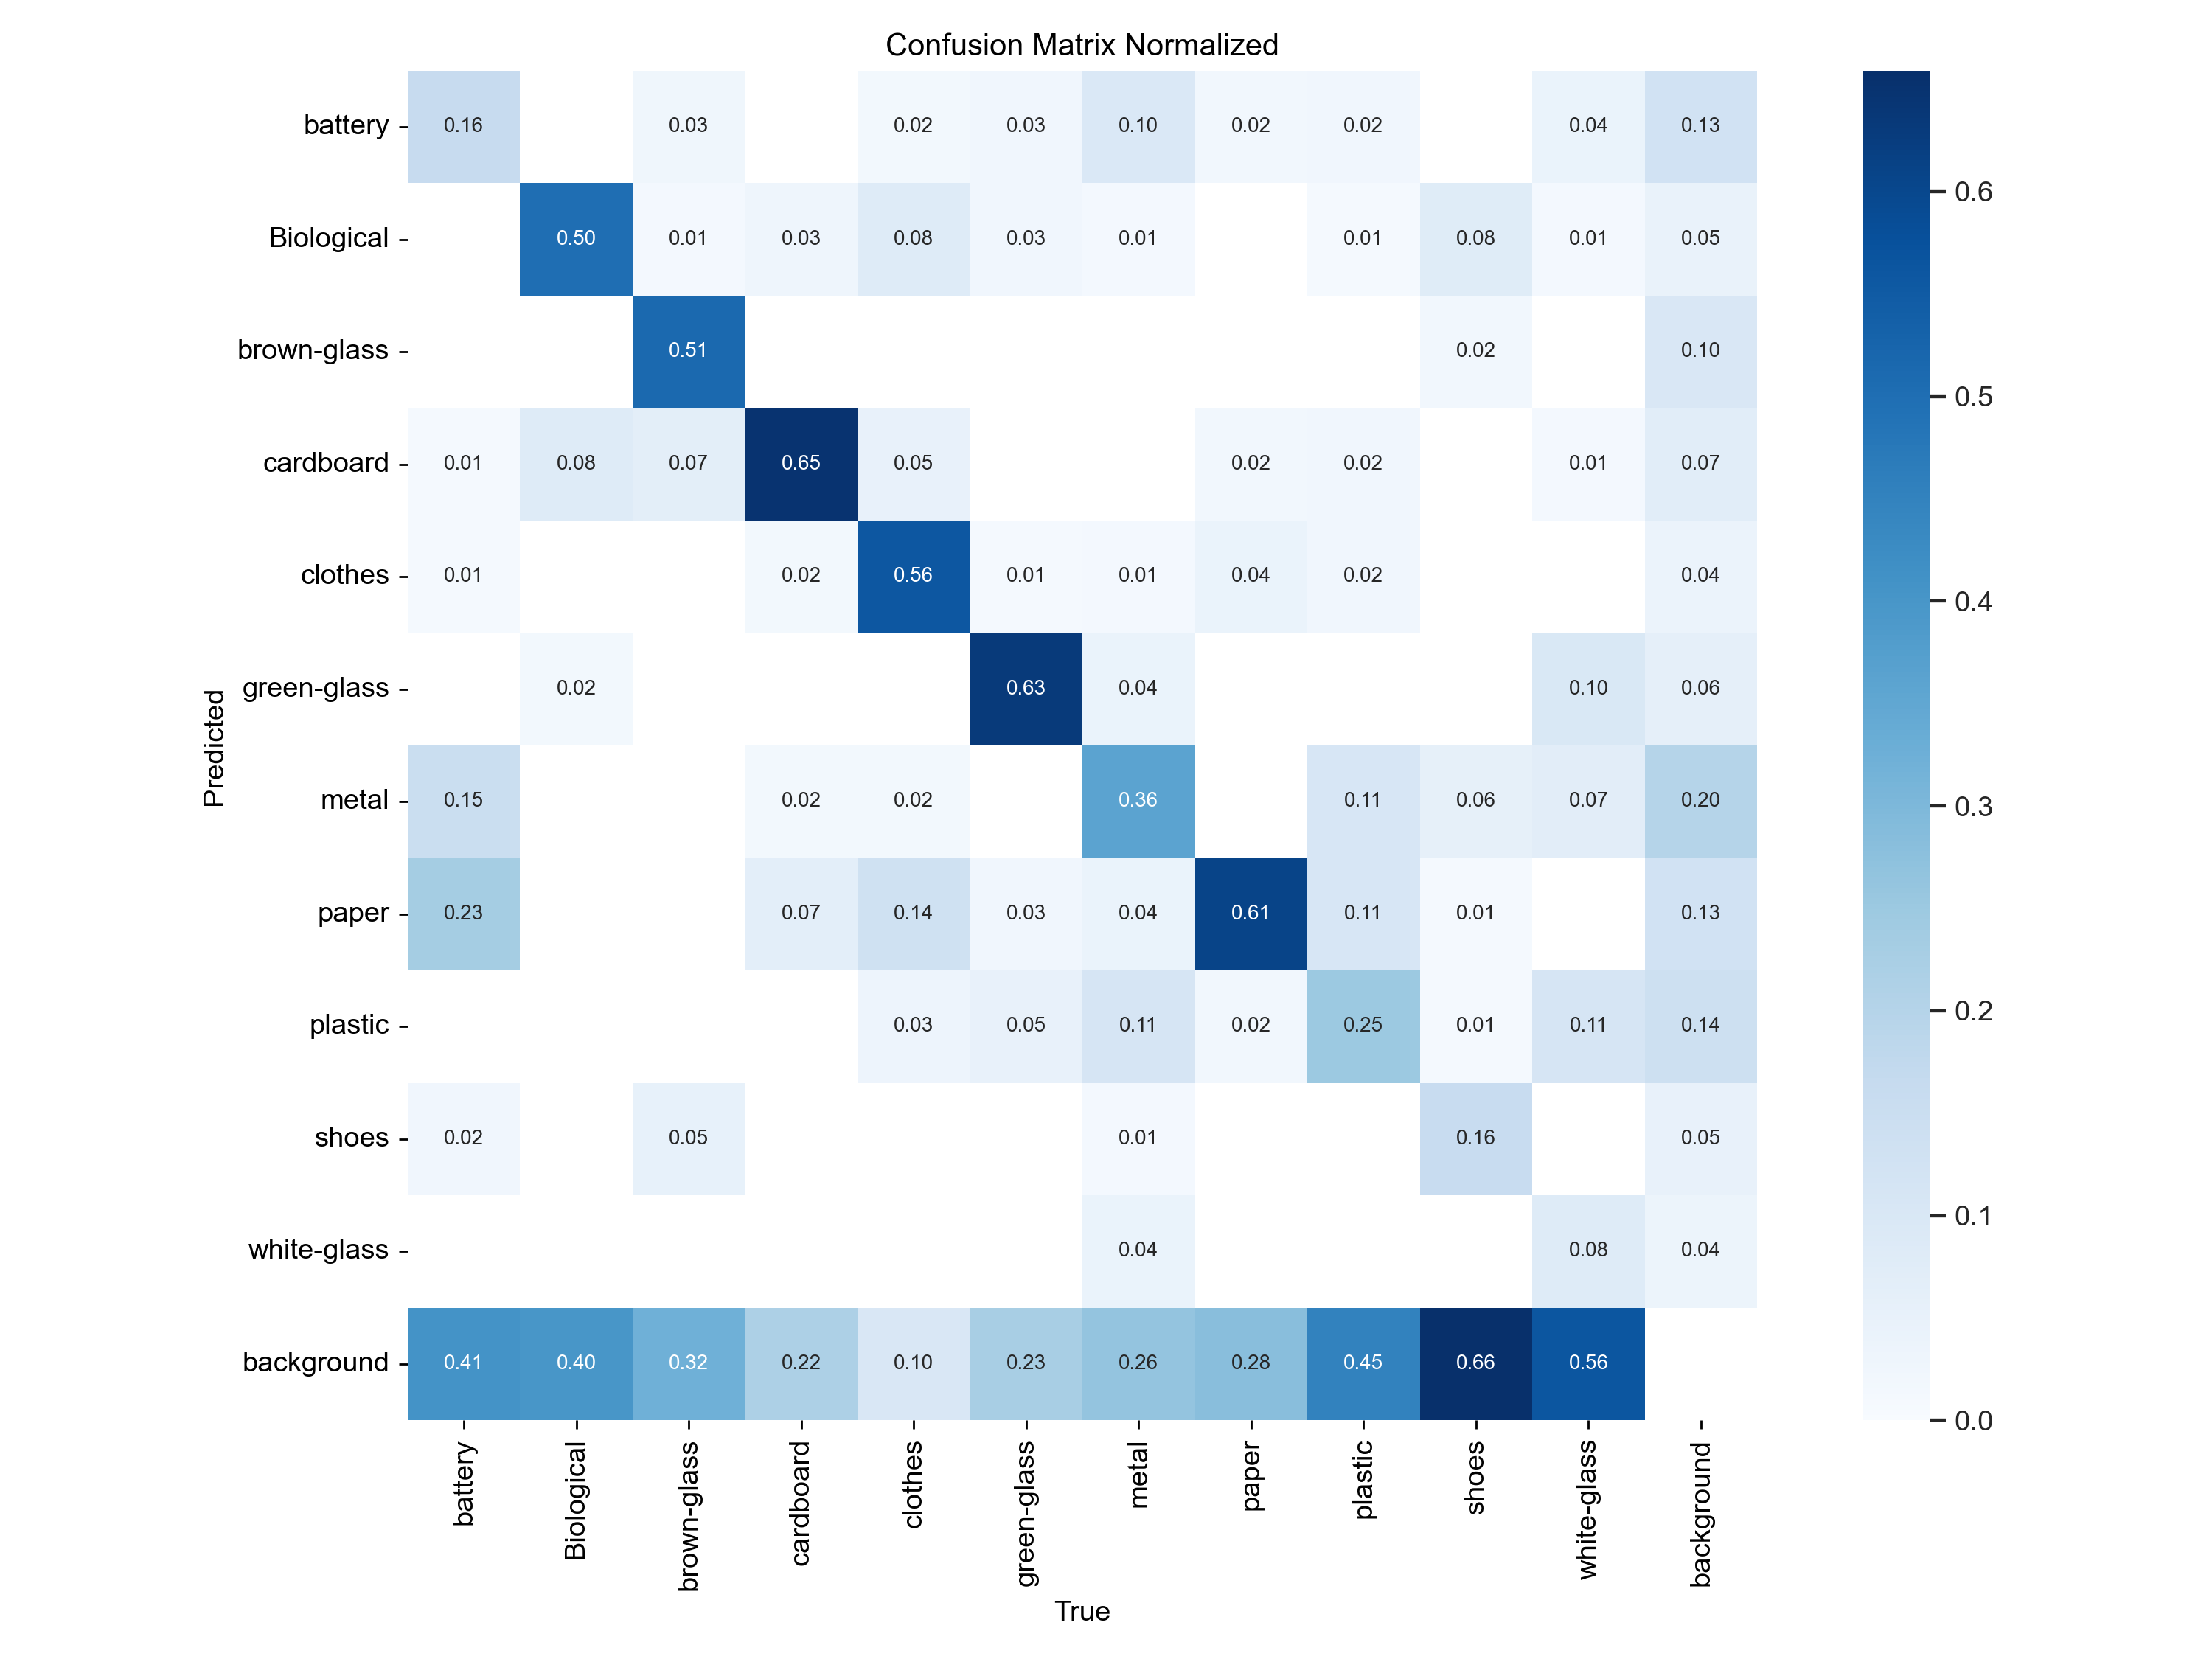 Confusion Matrix Normalized
battery 0.16 0.03 0.02 0.03 0.10 0.02 0.02 0.04 0.13
Biological 0.50 0.01 0.03 0.08 0.03 0.01 0.01 0.08 0.01 0.05
brown-glass 0.51 0.02 0.10
cardboard 0.01 0.08 0.07 0.65 0.05 0.02 0.02 0.01 0.07
clothes 0.01 0.02 0.56 0.01 0.01 0.04 0.02 0.04
green-glass 0.02 0.63 0.04 0.10 0.06
metal 0.15 0.02 0.02 0.36 0.11 0.06 0.07 0.20
paper 0.23 0.07 0.14 0.03 0.04 0.61 0.11 0.01 0.13
plastic 0.03 0.05 0.11 0.02 0.25 0.01 0.11 0.14
shoes 0.02 0.05 0.01 0.16 0.05
white-glass 0.04 0.08 0.04
background 0.41 0.40 0.32 0.22 0.10 0.23 0.26 0.28 0.45 0.66 0.56
Predicted
battery Biological brown-glass cardboard clothes green-glass metal paper plastic shoes white-glass background
True
0.6
0.5
0.4
0.3
0.2
0.1
0.0